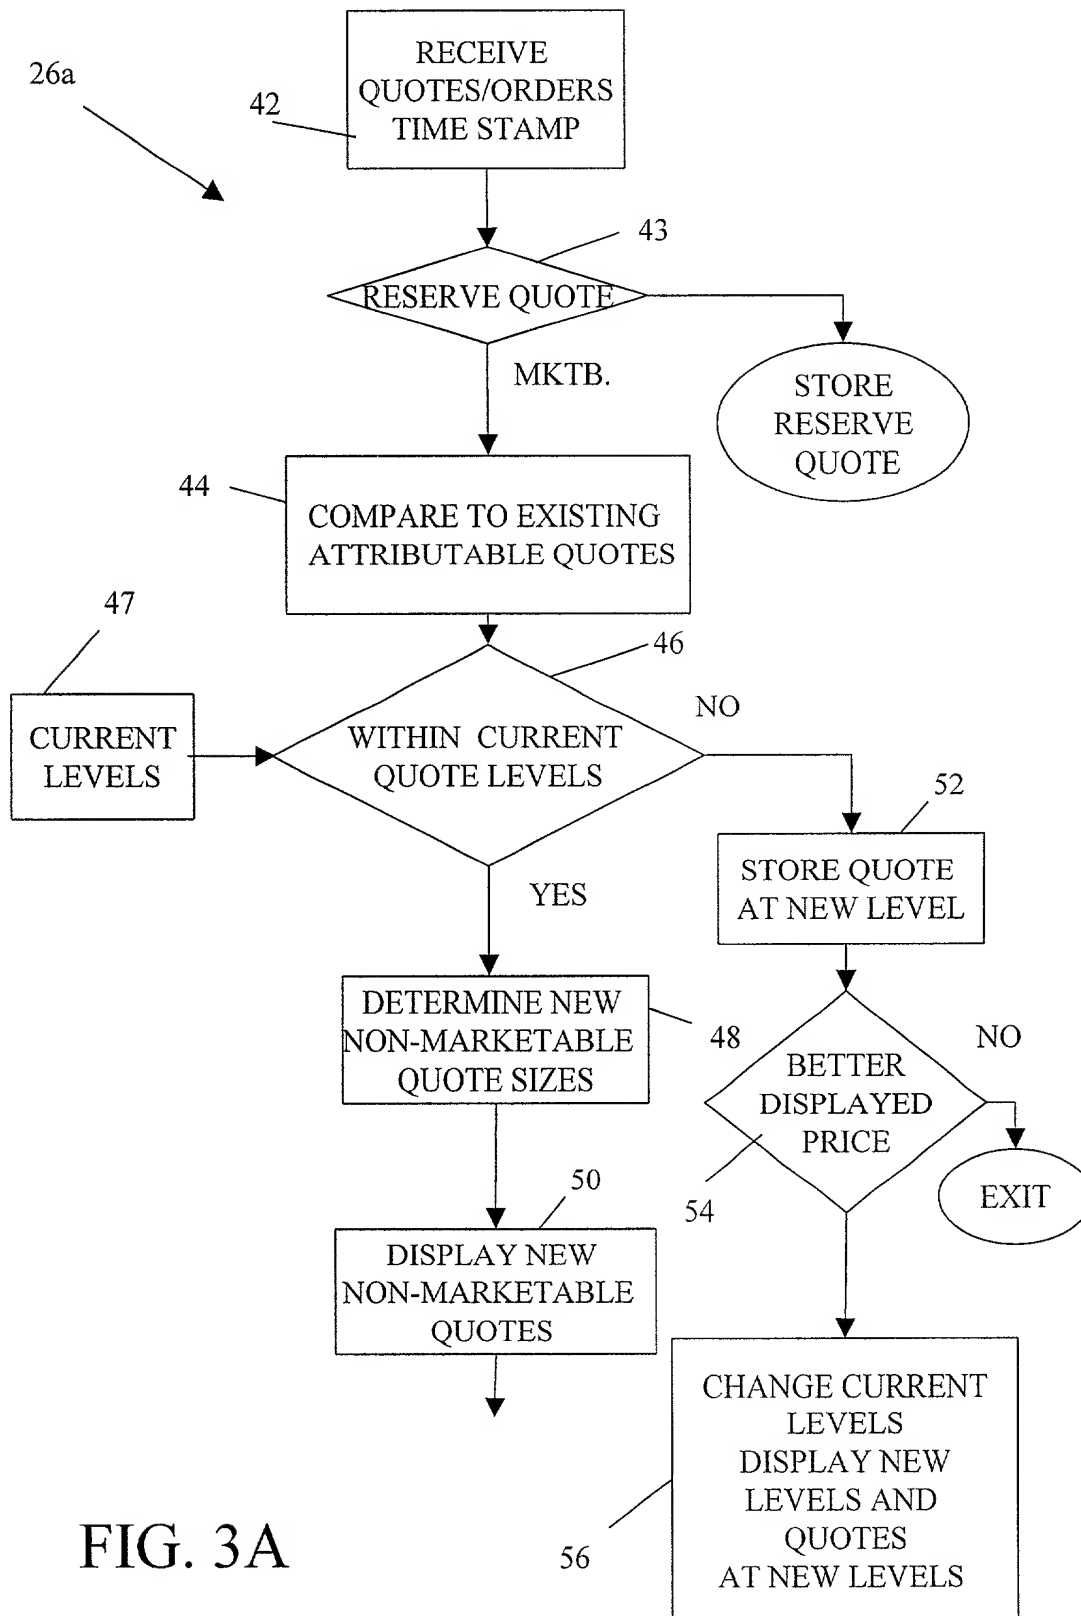 RECEIVE
QUOTES/ORDERS
TIME STAMP
26a
42
43
RESERVE QUOTE
MKTB.
STORE
RESERVE
QUOTE
44
COMPARE TO EXISTING
ATTRIBUTABLE QUOTES
47
46
CURRENT
LEVELS
WITHIN CURRENT
QUOTE LEVELS
NO
52
YES
STORE QUOTE
AT NEW LEVEL
DETERMINE NEW
NON-MARKETABLE
QUOTE SIZES
48
BETTER
DISPLAYED
PRICE
NO
54
EXIT
50
DISPLAY NEW
NON-MARKETABLE
QUOTES
CHANGE CURRENT
LEVELS
DISPLAY NEW
LEVELS AND
QUOTES
AT NEW LEVELS
56
FIG. 3A